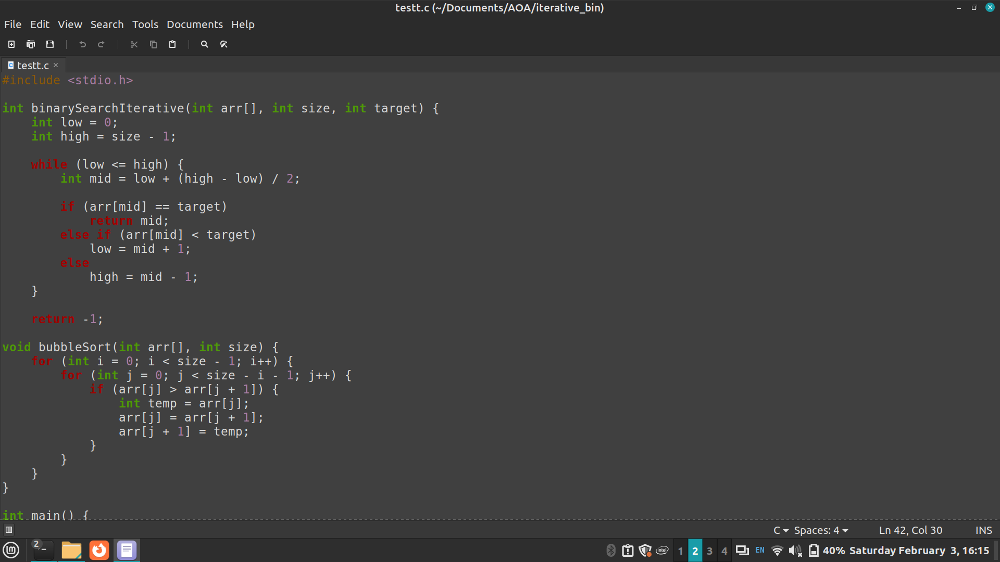 testt.c (~/Documents/AOA/iterative_bin)
File Edit View Search Tools Documents Help
testt.c
#include <stdio.h>

int binarySearchIterative(int arr[], int size, int target) {
    int low = 0;
    int high = size - 1;

    while (low <= high) {
        int mid = low + (high - low) / 2;

        if (arr[mid] == target)
            return mid;
        else if (arr[mid] < target)
            low = mid + 1;
        else
            high = mid - 1;
    }

    return -1;

void bubbleSort(int arr[], int size) {
    for (int i = 0; i < size - 1; i++) {
        for (int j = 0; j < size - i - 1; j++) {
            if (arr[j] > arr[j + 1]) {
                int temp = arr[j];
                arr[j] = arr[j + 1];
                arr[j + 1] = temp;
            }
        }
    }
}

int main() {
C Spaces: 4 Ln 42, Col 30 INS
2 intel 1 2 3 4 EN 40% Saturday February 3, 16:15